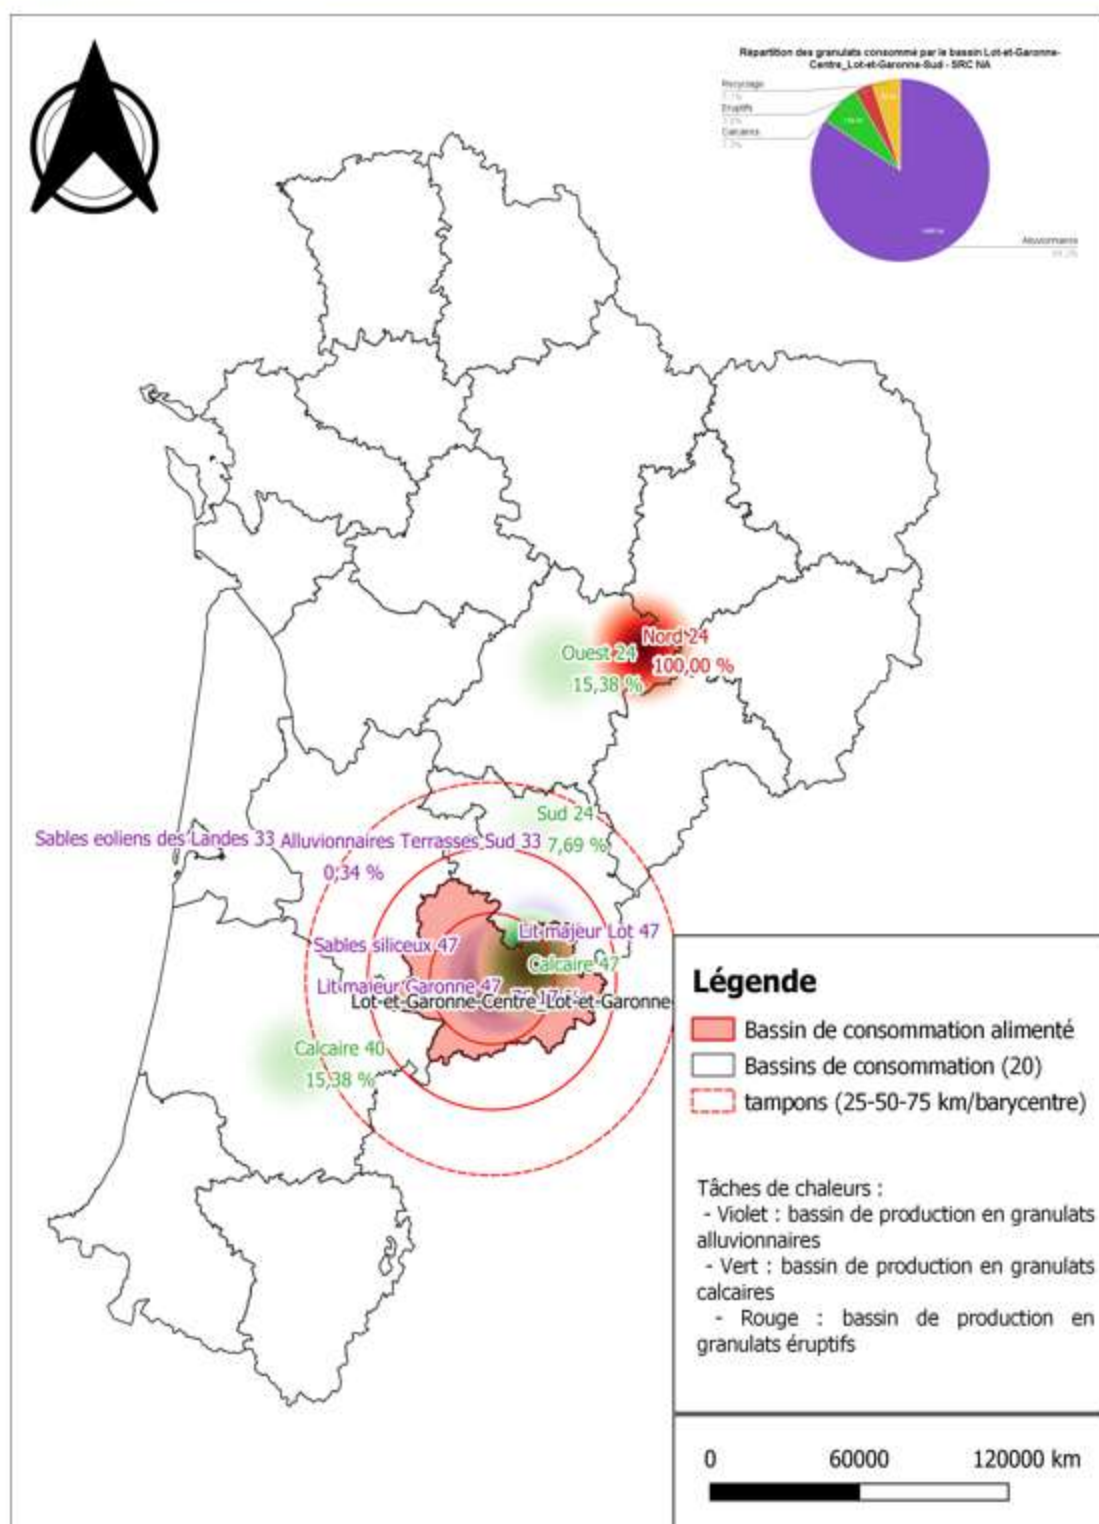 Répartition des granulats consommé par le bassin Lot-et-Garonne-
Centre_Lot-et-Garonne-Sud - SRC NA
Recyclage
Eruptifs
Calcaires
Alluvionnaires
Nord 24
100,00 %
Ouest 24
15,38 %
Sud 24
7,69 %
Sables eoliens des Landes 33
Alluvionnaires Terrasses Sud 33
0,34 %
Lit majeur Lot 47
Sables siliceux 47
Calcaire 47
Lit majeur Garonne 47
Lot-et-Garonne-Centre_Lot-et-Garonne
Calcaire 40
15,38 %
Légende
Bassin de consommation alimenté
Bassins de consommation (20)
tampons (25-50-75 km/barycentre)
Tâches de chaleurs :
- Violet : bassin de production en granulats
alluvionnaires
- Vert : bassin de production en granulats
calcaires
- Rouge : bassin de production en
granulats éruptifs
0 60000 120000 km